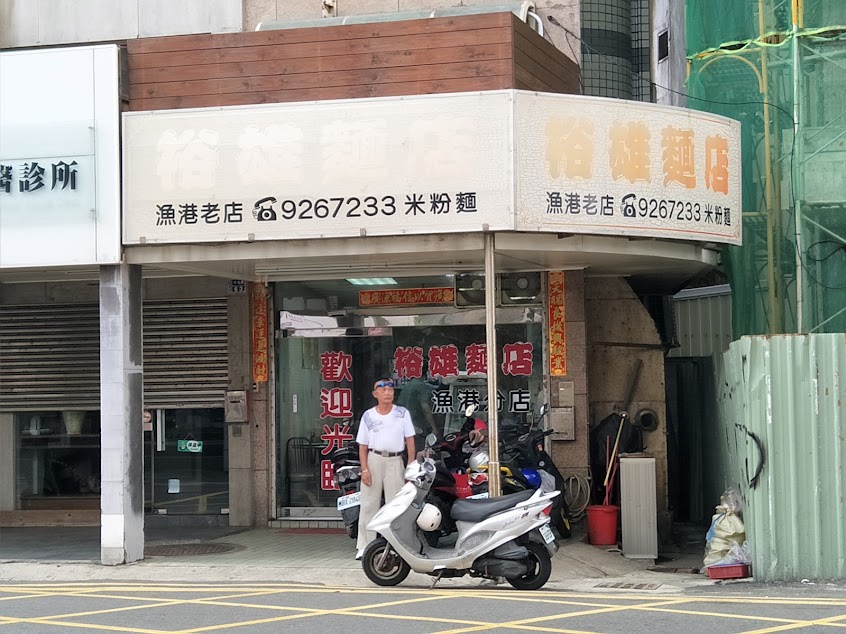 裕雄麵店
漁港老店 ☎9267233 米粉麵
裕雄麵店
漁港老店 ☎9267233 米粉麵
診所
歡迎光臨
裕雄麵店
漁港分店